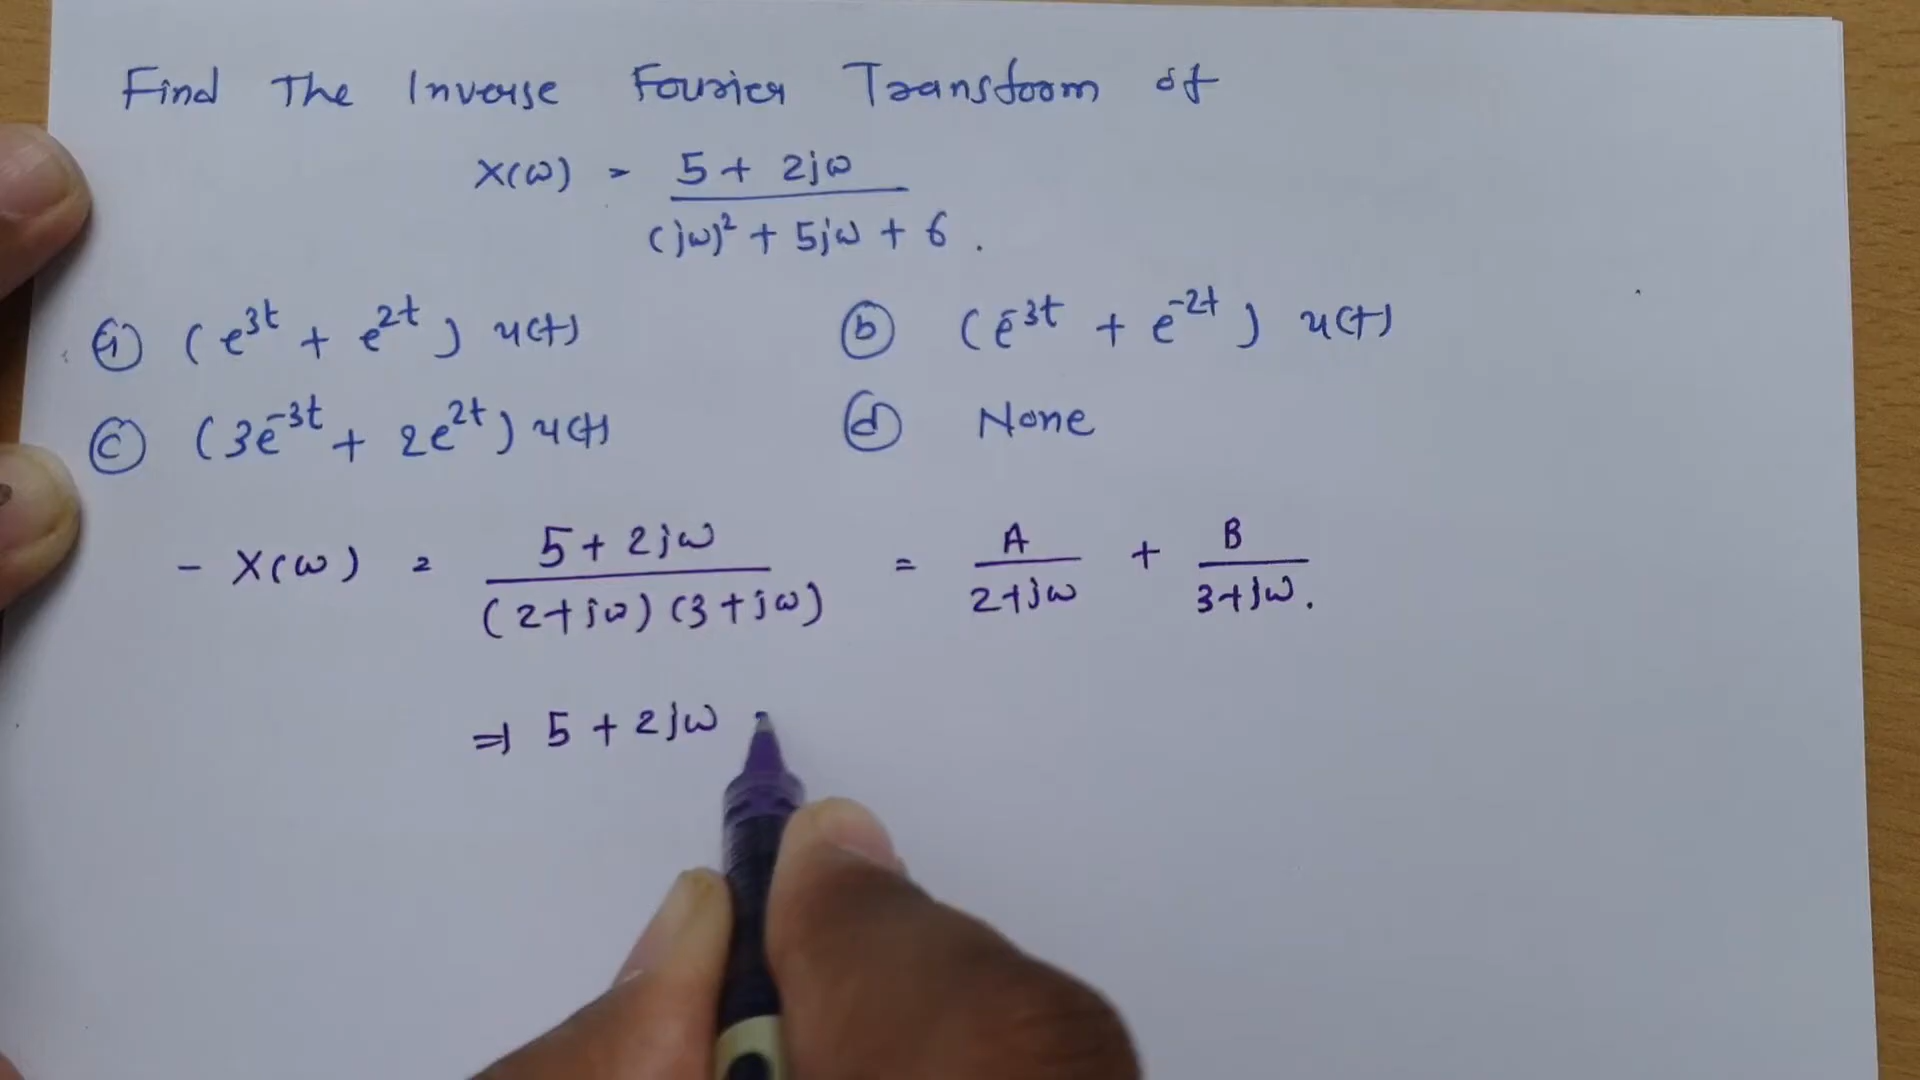 Find The Inverse Fourier Transform of
X(ω) = 5 + 2jω / (jω)² + 5jω + 6 .
ⓐ (e^3t + e^2t) u(t) ⓑ (e^-3t + e^-2t) u(t)
ⓒ (3e^-3t + 2e^2t) u(t) ⓓ None
- X(ω) = 5 + 2jω / (2+jω) (3+jω) = A / 2+jω + B / 3+jω.
⇒ 5 + 2jω